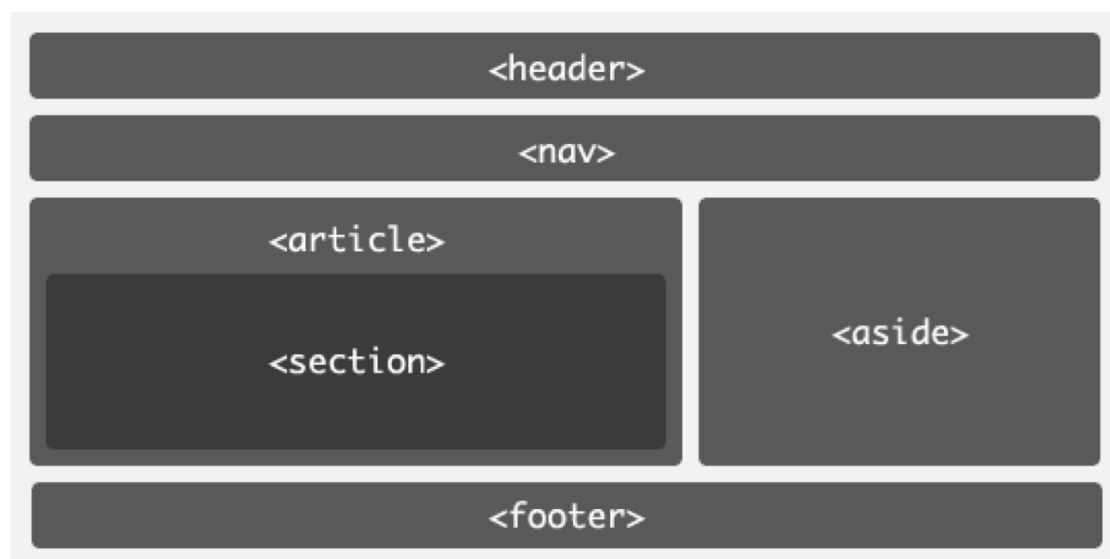 <header>
<nav>
<article>
<section>
<aside>
<footer>